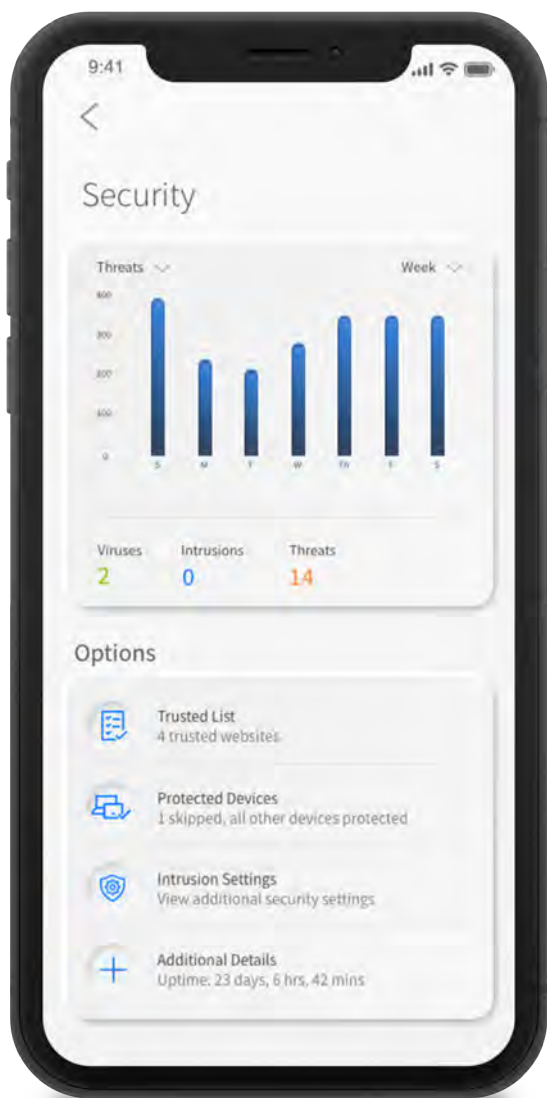 9:41
Security
Threats
Week
0
S M T W TH F S
Viruses Intrusions Threats
2 0 14
Options
Trusted List
4 trusted websites
Protected Devices
1 skipped, all other devices protected
Intrusion Settings
View additional security settings
Additional Details
Uptime: 23 days, 6 hrs, 42 mins